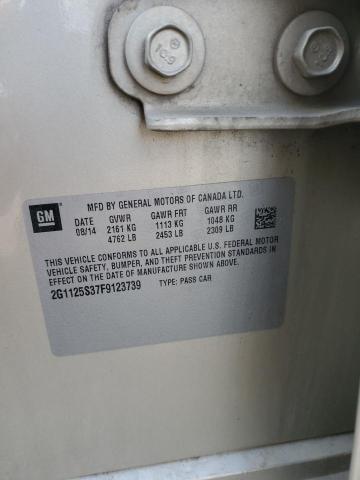 10.9
GM
MFD BY GENERAL MOTORS OF CANADA LTD.
DATE GVWR GAWR FRT GAWR RR
08/14 2161 KG 1113 KG 1048 KG
4762 LB 2453 LB 2309 LB
THIS VEHICLE CONFORMS TO ALL APPLICABLE U.S. FEDERAL MOTOR
VEHICLE SAFETY, BUMPER, AND THEFT PREVENTION STANDARDS IN
EFFECT ON THE DATE OF MANUFACTURE SHOWN ABOVE.
2G1125S37F9123739 TYPE: PASS CAR